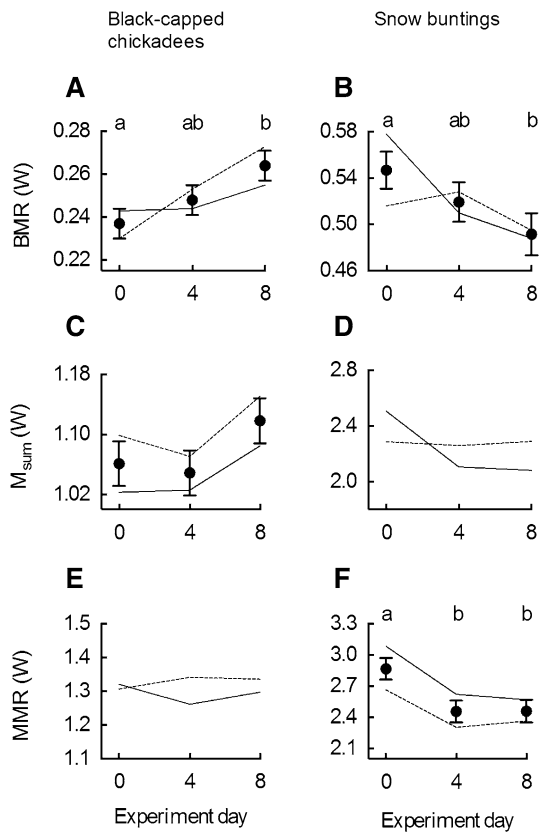 Black-capped chickadees
Snow buntings
A
B
a ab b
a ab b
BMR (W)
0.28
0.26
0.24
0.22
0.58
0.54
0.50
0.46
0 4 8
0 4 8
C
D
Msum (W)
1.18
1.10
1.02
2.8
2.4
2.0
0 4 8
0 4 8
E
F
a b b
MMR (W)
1.5
1.4
1.3
1.2
1.1
3.3
3.0
2.7
2.4
2.1
0 4 8
0 4 8
Experiment day
Experiment day